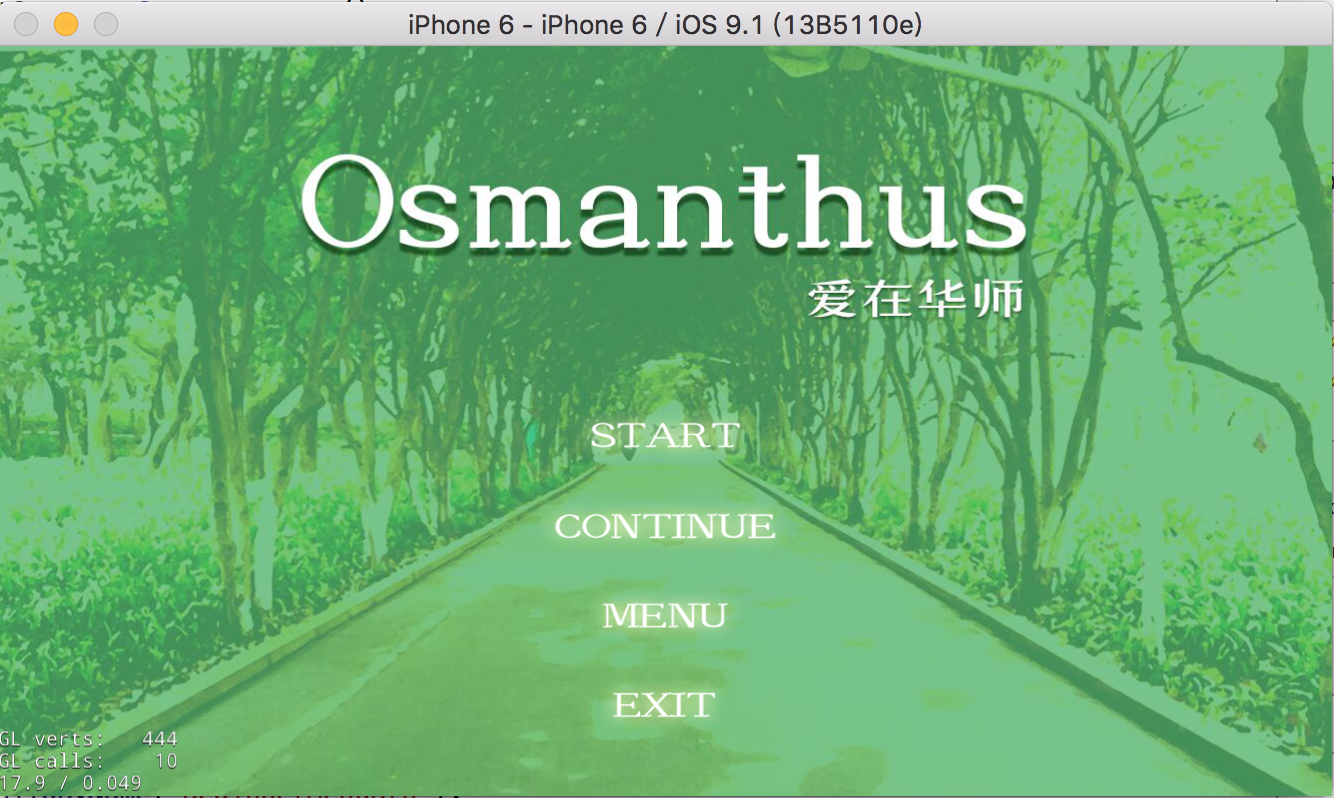 iPhone 6 - iPhone 6 / iOS 9.1 (13B5110e)
Osmanthus
爱在华师
START
CONTINUE
MENU
EXIT
GL verts: 444
GL calls: 10
17.9 / 0.049